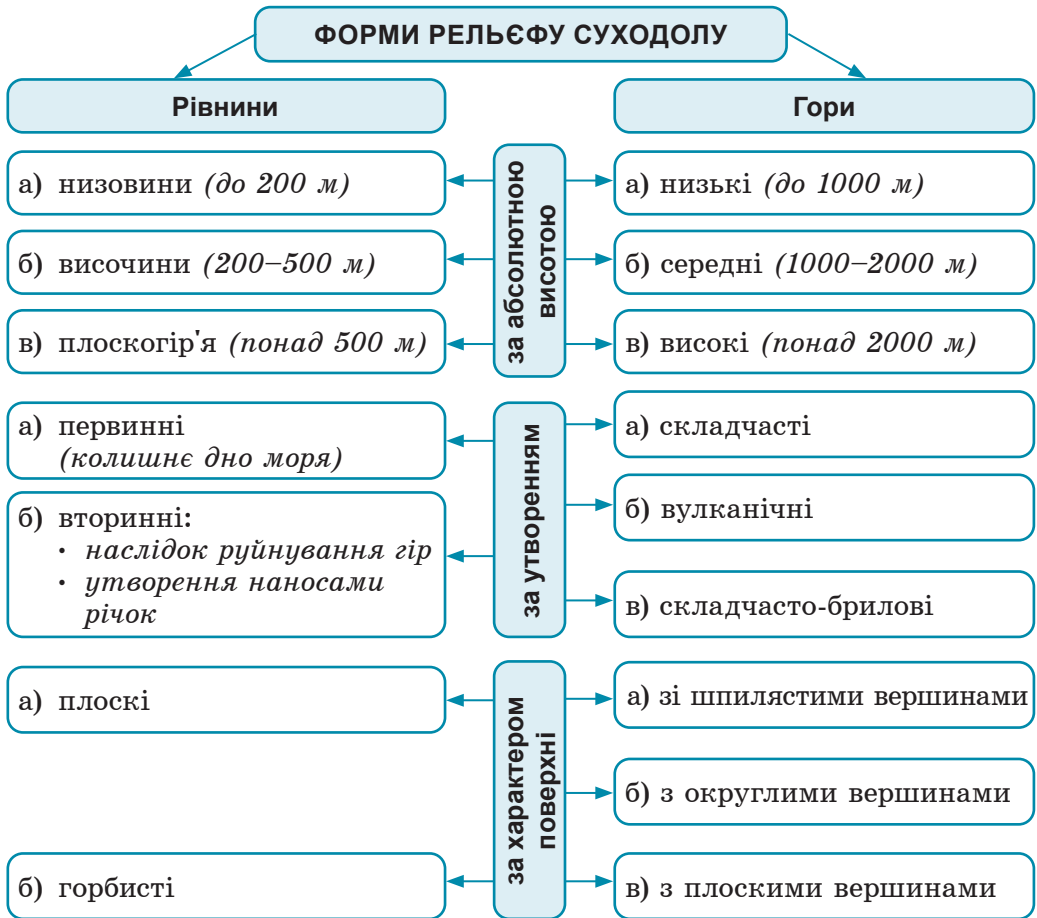 ФОРМИ РЕЛЬЄФУ СУХОДОЛУ
Рівнини
Гори
за абсолютною
висотою
а) низовини (до 200 м)
б) височини (200–500 м)
в) плоскогір'я (понад 500 м)
а) низькі (до 1000 м)
б) середні (1000–2000 м)
в) високі (понад 2000 м)
за утворенням
а) первинні
(колишнє дно моря)
б) вторинні:
· наслідок руйнування гір
· утворення наносами
річок
а) складчасті
б) вулканічні
в) складчасто-брилові
за характером
поверхні
а) плоскі
б) горбисті
а) зі шпилястими вершинами
б) з округлими вершинами
в) з плоскими вершинами